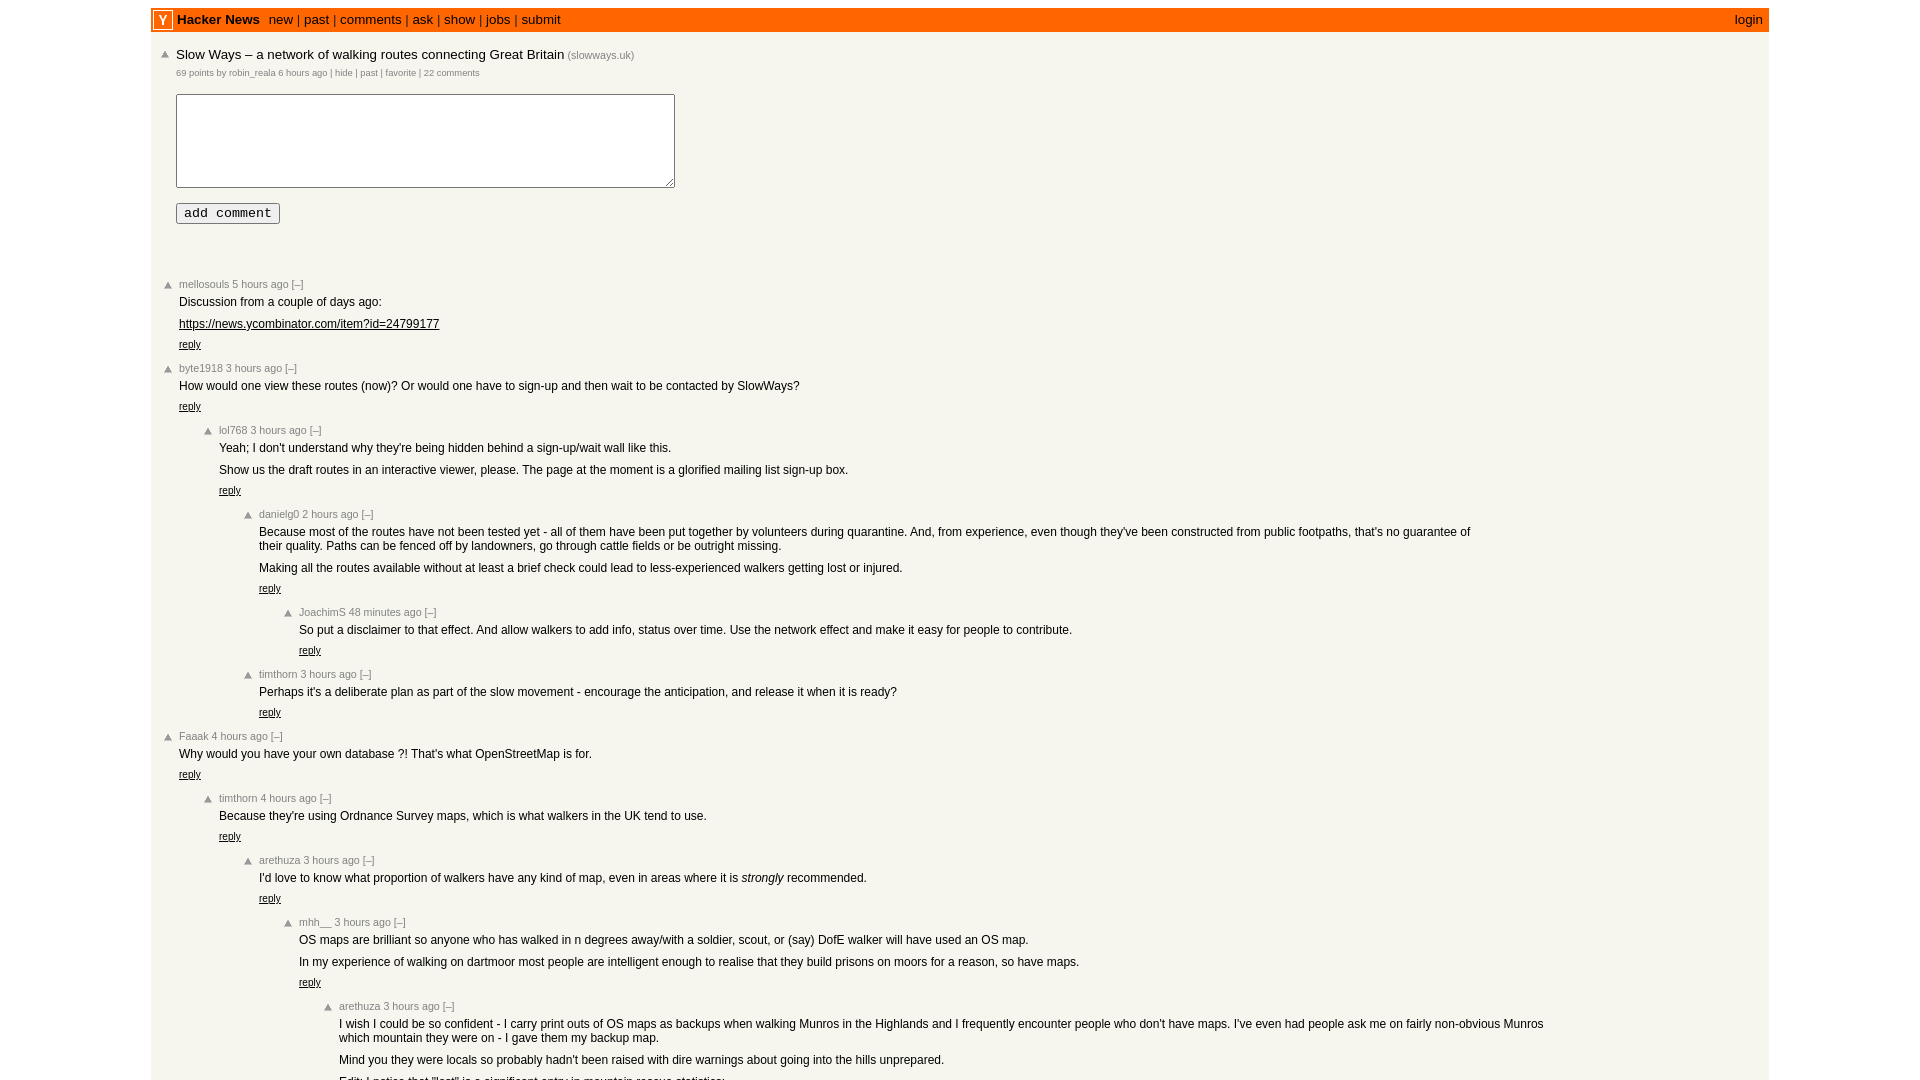 Y Hacker News new | past | comments | ask | show | jobs | submit login
Slow Ways – a network of walking routes connecting Great Britain (slowways.uk)
69 points by robin_reala 6 hours ago | hide | past | favorite | 22 comments
add comment
mellosouls 5 hours ago [–]
Discussion from a couple of days ago:
https://news.ycombinator.com/item?id=24799177
reply
byte1918 3 hours ago [–]
How would one view these routes (now)? Or would one have to sign-up and then wait to be contacted by SlowWays?
reply
lol768 3 hours ago [–]
Yeah; I don't understand why they're being hidden behind a sign-up/wait wall like this.
Show us the draft routes in an interactive viewer, please. The page at the moment is a glorified mailing list sign-up box.
reply
danielg0 2 hours ago [–]
Because most of the routes have not been tested yet - all of them have been put together by volunteers during quarantine. And, from experience, even though they've been constructed from public footpaths, that's no guarantee of
their quality. Paths can be fenced off by landowners, go through cattle fields or be outright missing.
Making all the routes available without at least a brief check could lead to less-experienced walkers getting lost or injured.
reply
JoachimS 48 minutes ago [–]
So put a disclaimer to that effect. And allow walkers to add info, status over time. Use the network effect and make it easy for people to contribute.
reply
timthorn 3 hours ago [–]
Perhaps it's a deliberate plan as part of the slow movement - encourage the anticipation, and release it when it is ready?
reply
Faaak 4 hours ago [–]
Why would you have your own database ?! That's what OpenStreetMap is for.
reply
timthorn 4 hours ago [–]
Because they're using Ordnance Survey maps, which is what walkers in the UK tend to use.
reply
arethuza 3 hours ago [–]
I'd love to know what proportion of walkers have any kind of map, even in areas where it is strongly recommended.
reply
mhh__ 3 hours ago [–]
OS maps are brilliant so anyone who has walked in n degrees away/with a soldier, scout, or (say) DofE walker will have used an OS map.
In my experience of walking on dartmoor most people are intelligent enough to realise that they build prisons on moors for a reason, so have maps.
reply
arethuza 3 hours ago [–]
I wish I could be so confident - I carry print outs of OS maps as backups when walking Munros in the Highlands and I frequently encounter people who don't have maps. I've even had people ask me on fairly non-obvious Munros
which mountain they were on - I gave them my backup map.
Mind you they were locals so probably hadn't been raised with dire warnings about going into the hills unprepared.
Edit: I notice that "lost" is a significant entry in mountain rescue statistics: